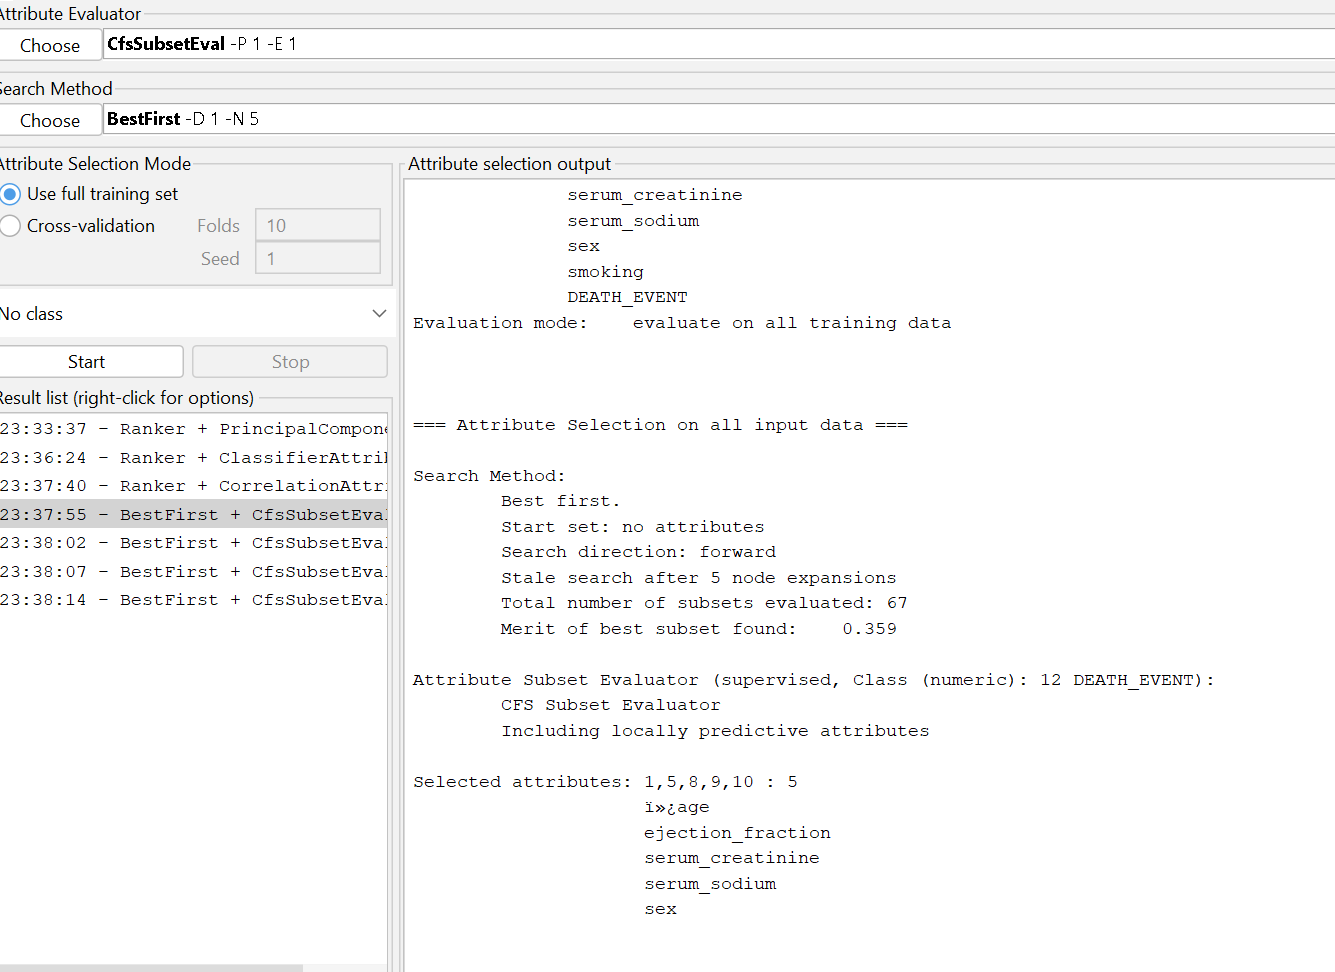 Attribute Evaluator
Choose CfsSubsetEval -P 1 -E 1
Search Method
Choose BestFirst -D 1 -N 5
Attribute Selection Mode
Use full training set
Cross-validation Folds 10
Seed 1
No class
Start Stop
Result list (right-click for options)
23:33:37 - Ranker + PrincipalCompone
23:36:24 - Ranker + ClassifierAttril
23:37:40 - Ranker + CorrelationAttr
23:37:55 - BestFirst + CfsSubsetEval
23:38:02 - BestFirst + CfsSubsetEval
23:38:07 - BestFirst + CfsSubsetEval
23:38:14 - BestFirst + CfsSubsetEval
Attribute selection output
serum_creatinine
serum_sodium
sex
smoking
DEATH_EVENT
Evaluation mode: evaluate on all training data
=== Attribute Selection on all input data ===
Search Method:
Best first.
Start set: no attributes
Search direction: forward
Stale search after 5 node expansions
Total number of subsets evaluated: 67
Merit of best subset found: 0.359
Attribute Subset Evaluator (supervised, Class (numeric): 12 DEATH_EVENT):
CFS Subset Evaluator
Including locally predictive attributes
Selected attributes: 1,5,8,9,10 : 5
ï»¿age
ejection_fraction
serum_creatinine
serum_sodium
sex